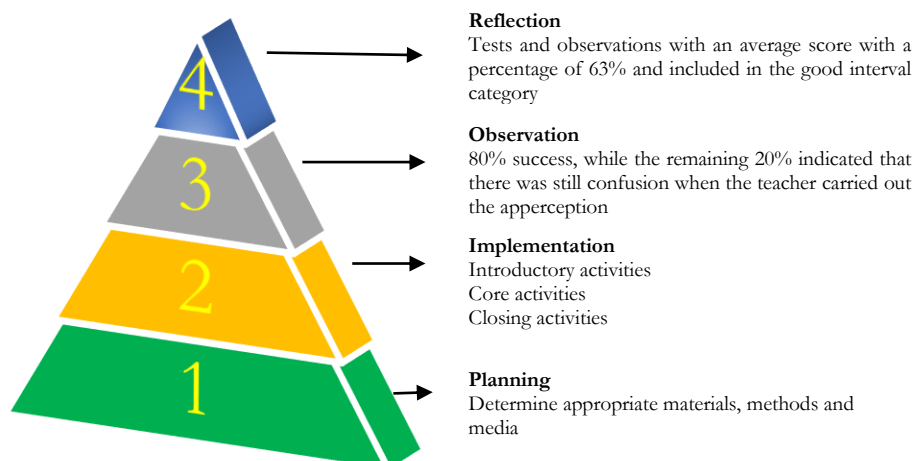 4
Reflection
Tests and observations with an average score with a
percentage of 63% and included in the good interval
category
3
Observation
80% success, while the remaining 20% indicated that
there was still confusion when the teacher carried out
the apperception
2
Implementation
Introductory activities
Core activities
Closing activities
1
Planning
Determine appropriate materials, methods and
media